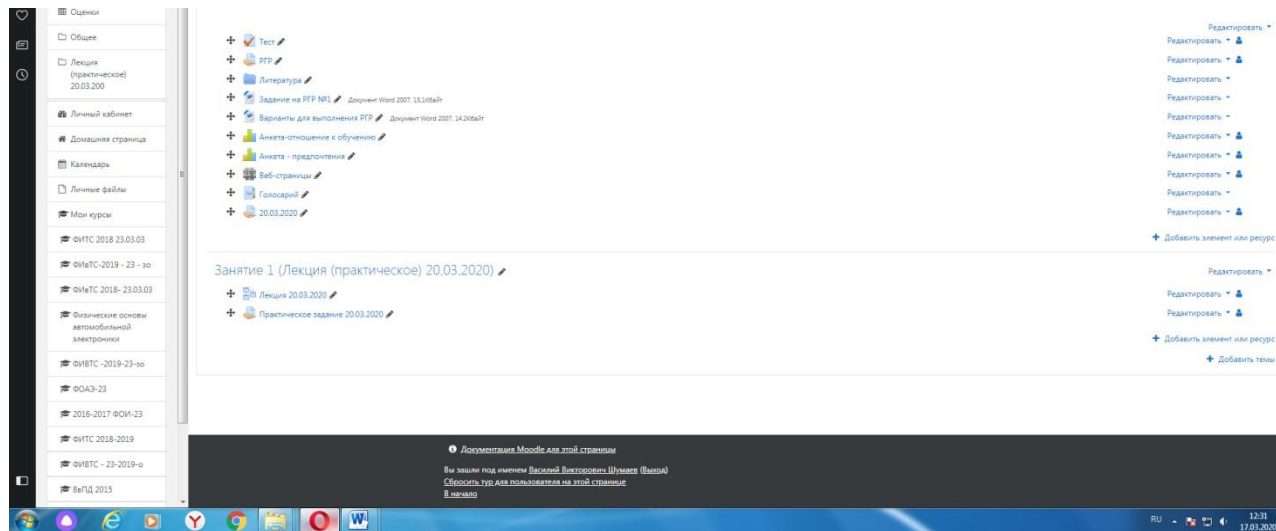 Оценки
Общее
Лекция
(практическое)
20.03.200
Личный кабинет
Домашняя страница
Календарь
Личные файлы
Мои курсы
ФИТС 2018 23.03.03
ФИвТС-2019 - 23 - зо
ФИвТС 2018- 23.03.03
Физические основы
автомобильной
электроники
ФИВТС -2019-23-зо
ФОАЭ-23
2016-2017 ФОИ-23
ФИТС 2018-2019
ФИВТС - 23-2019-о
ВеПД 2015
Редактировать
Тест Редактировать
РГР Редактировать
Литература Редактировать
Задание на РГР №1 Документ Word 2007, 15.1Кбайт Редактировать
Варианты для выполнения РГР Документ Word 2007, 14.2Кбайт Редактировать
Анкета-отношение к обучению Редактировать
Анкета - предпочтения Редактировать
Веб-страницы Редактировать
Голосарий Редактировать
20.03.2020 Редактировать
Добавить элемент или ресурс
Занятие 1 (Лекция (практическое) 20.03.2020) Редактировать
Лекция 20.03.2020 Редактировать
Практическое задание 20.03.2020 Редактировать
Добавить элемент или ресурс
Добавить темы
Документация Moodle для этой страницы
Вы зашли под именем Василий Викторович Шумаев (Выход)
Сбросить тур для пользователя на этой странице
В начало
RU 12:31
17.03.2020